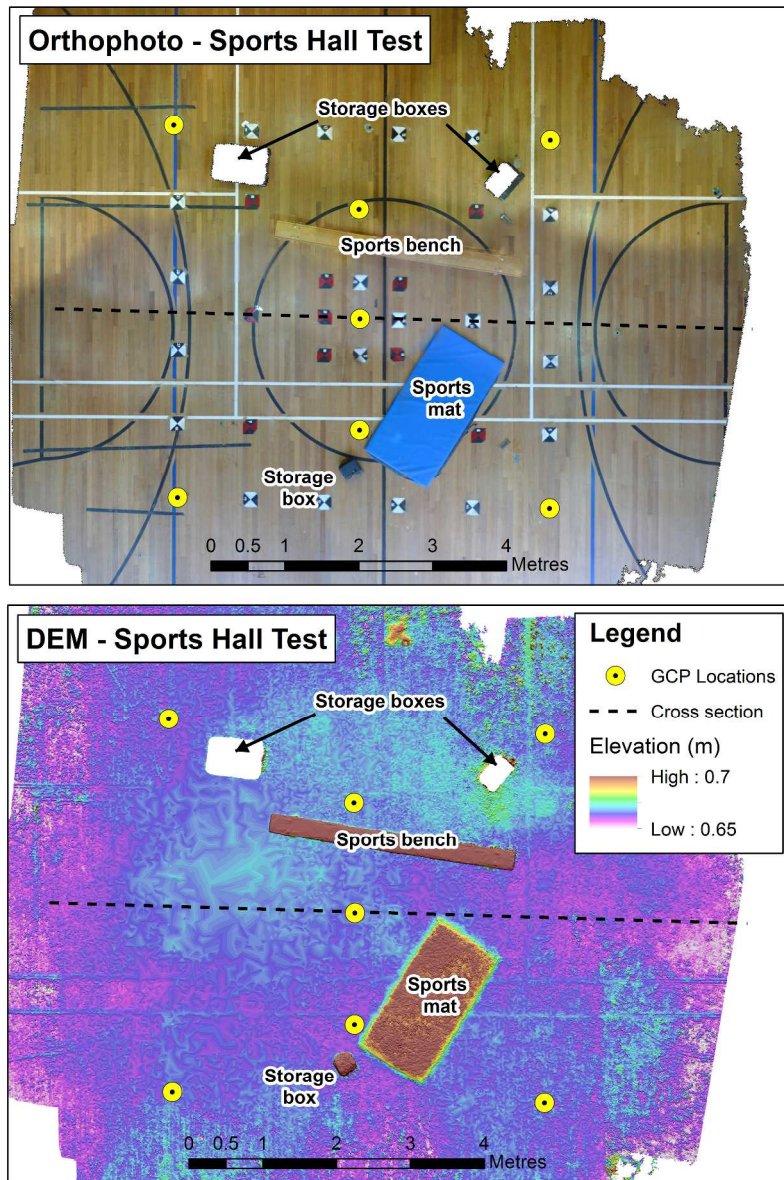 Orthophoto - Sports Hall Test
Storage boxes
Sports bench
Sports
mat
Storage
box
0 0.5 1 2 3 4
Metres
DEM - Sports Hall Test
Legend
GCP Locations
Cross section
Elevation (m)
High : 0.7
Low : 0.65
Storage boxes
Sports bench
Sports
mat
Storage
box
0 0.5 1 2 3 4
Metres